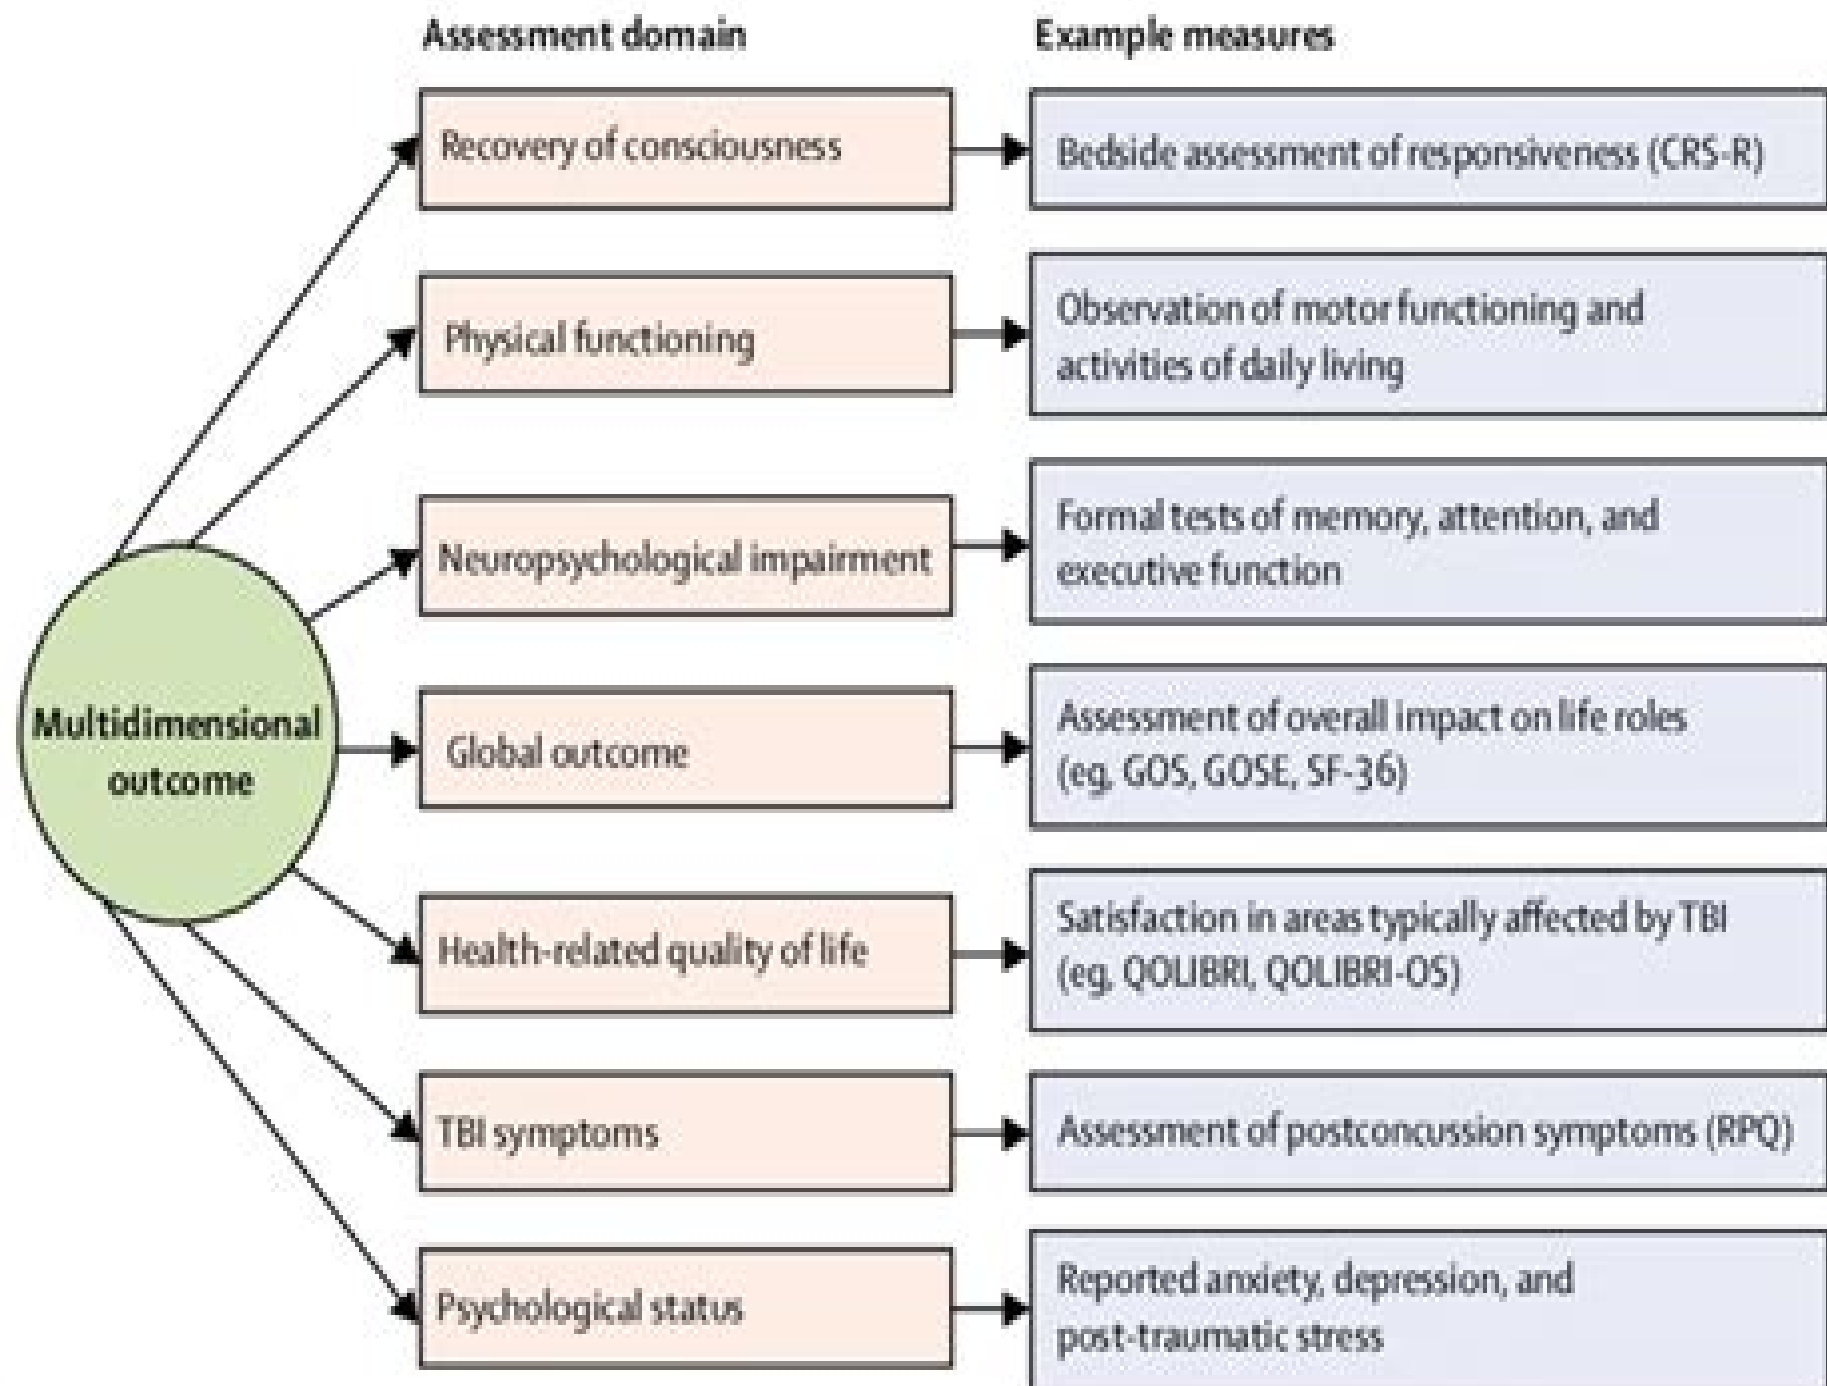 Assessment domain
Example measures
Recovery of consciousness
Bedside assessment of responsiveness (CRS-R)
Physical functioning
Observation of motor functioning and
activities of daily living
Neuropsychological impairment
Formal tests of memory, attention, and
executive function
Multidimensional
outcome
Global outcome
Assessment of overall impact on life roles
(eg, GOS, GOSE, SF-36)
Health-related quality of life
Satisfaction in areas typically affected by TBI
(eg, QOLIBRI, QOLIBRI-OS)
TBI symptoms
Assessment of postconcussion symptoms (RPQ)
Psychological status
Reported anxiety, depression, and
post-traumatic stress